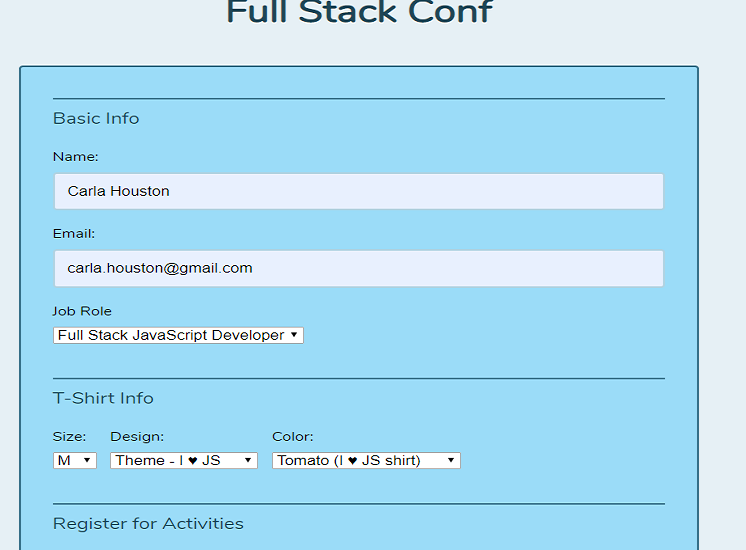 Full Stack Conf
Basic Info
Name:
Carla Houston
Email:
carla.houston@gmail.com
Job Role
Full Stack JavaScript Developer
T-Shirt Info
Size: Design: Color:
M Theme - I ♥ JS Tomato (I ♥ JS shirt)
Register for Activities